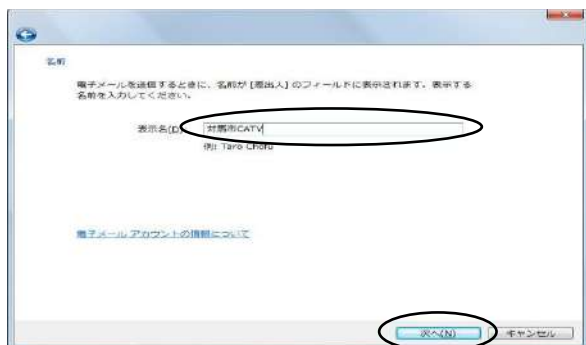 名前
電子メールを送信するときに、名前が [差出人] のフィールドに表示されます。表示する
名前を入力してください。
表示名(D): 対馬市CATV
例: Taro Chofu
電子メール アカウントの情報について
次へ(N) キャンセル